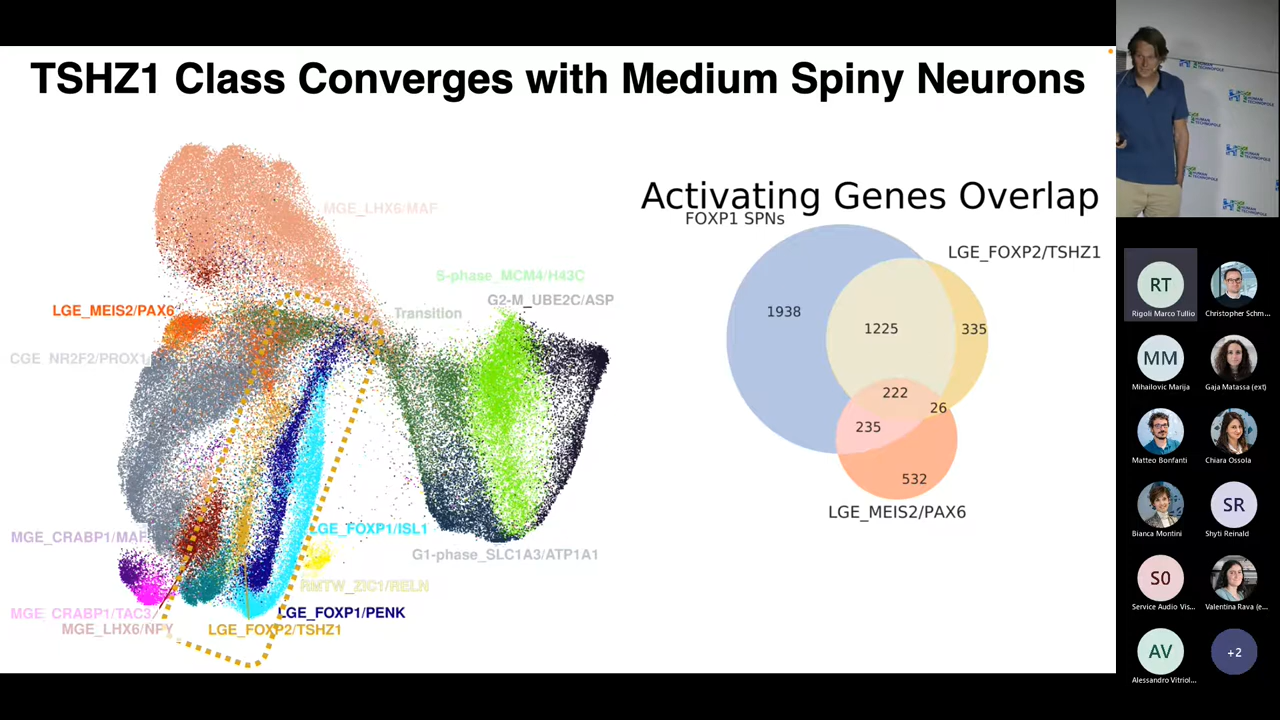 TSHZ1 Class Converges with Medium Spiny Neurons
MGE_LHX6/MAF
S-phase_MCM4/H43C
G2-M_UBE2C/ASP
LGE_MEIS2/PAX6
Transition
CGE_NR2F2/PROX1
MGE_CRABP1/MAF
LGE_FOXP1/ISL1
G1-phase_SLC1A3/ATP1A1
RMTW_ZIC1/RELN
MGE_CRABP1/TAC3
LGE_FOXP1/PENK
MGE_LHX6/NPY
LGE_FOXP2/TSHZ1
Activating Genes Overlap
FOXP1 SPNs
LGE_FOXP2/TSHZ1
1938
1225
335
222
26
235
532
LGE_MEIS2/PAX6
HUMAN
TECHNOPOLE
RT
Rigoli Marco Tullio
Christopher Schm...
MM
Mihailovic Marija
Gaja Matassa (ext)
Matteo Bonfanti
Chiara Ossola
Bianca Montini
SR
Shyti Reinald
S0
Service Audio Vis...
Valentina Rava (e...
AV
Alessandro Vitriol...
+2